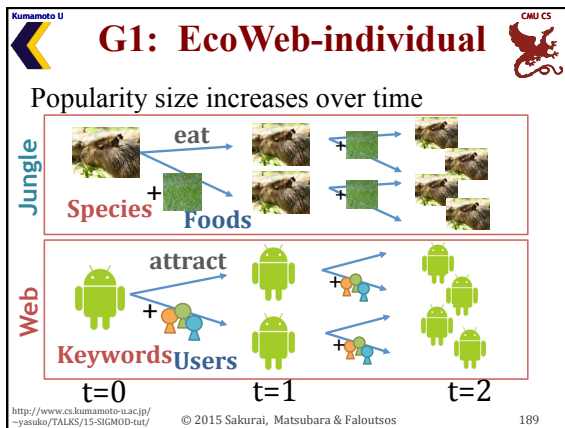 Kumamoto U
CMU CS
G1: EcoWeb-individual
Popularity size increases over time
Jungle
eat
+
+
+
Species
Foods
Web
attract
+
+
+
Keywords
Users
t=0
t=1
t=2
http://www.cs.kumamoto-u.ac.jp/
~yasuko/TALKS/15-SIGMOD-tut/
© 2015 Sakurai, Matsubara & Faloutsos
189